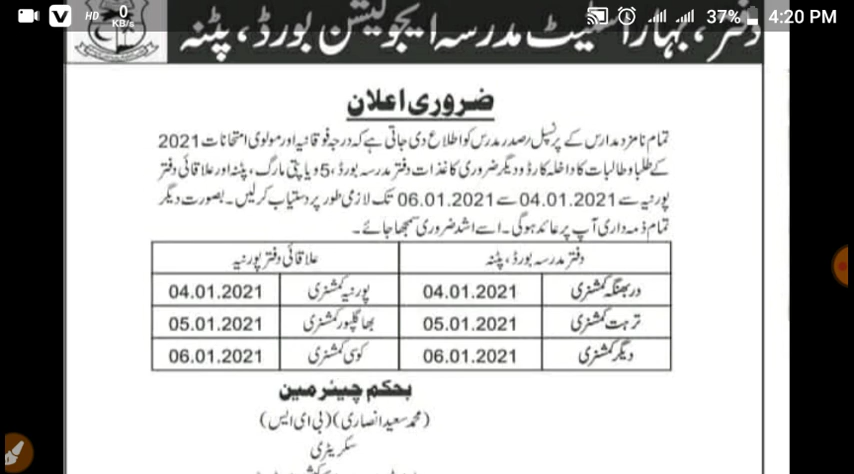 HD 0 KB/s 37% 4:20 PM
دفتر، بہار اسٹیٹ مدرسہ ایجوکیشن بورڈ، پٹنہ
ضروری اعلان
تمام نامزد مدارس کے پرنسپل رصدر مدرس کو اطلاع دی جاتی ہے کہ درجہ فوقانیہ اور مولوی امتحانات 2021
کے طلبا و طالبات کا داخلہ کارڈ و دیگر ضروری کاغذات دفتر مدرسہ بورڈ، 5 ودیاپتی مارگ، پٹنہ اور علاقائی دفتر
پورنیہ سے 04.01.2021 سے 06.01.2021 تک لازمی طور پر دستیاب کرلیں۔ بصورت دیگر
تمام ذمہ داری آپ پر عائد ہوگی۔ اسے اشد ضروری سمجھا جائے۔
دفتر مدرسہ بورڈ، پٹنہ علاقائی دفتر پورنیہ
دربھنگہ کمشنری 04.01.2021 پورنیہ کمشنری 04.01.2021
ترہت کمشنری 05.01.2021 بھاگلپور کمشنری 05.01.2021
دیگر کمشنری 06.01.2021 کوسی کمشنری 06.01.2021
بحکم چیئرمین
(محمد سعید انصاری) (بی ای ایس)
سکریٹری